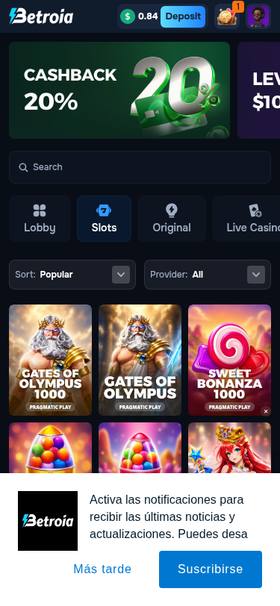 Betroia
$ 0.84 Deposit
1
CASHBACK
20%
20
LEV
$10
Search
Lobby
Slots
Original
Live Casino
Sort: Popular
Provider: All
GATES OF
OLYMPUS
1000
PRAGMATIC PLAY
GATES OF
OLYMPUS
PRAGMATIC PLAY
SWEET
BONANZA
1000
PRAGMATIC PLAY
Betroia
Activa las notificaciones para
recibir las últimas noticias y
actualizaciones. Puedes desa
Más tarde
Suscribirse